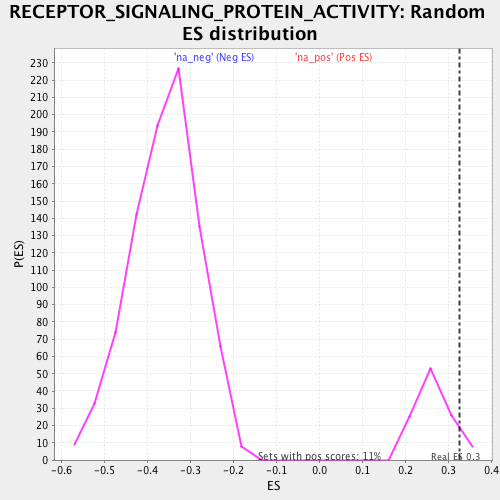 RECEPTOR_SIGNALING_PROTEIN_ACTIVITY: Random
ES distribution
'na_neg' (Neg ES)
'na_pos' (Pos ES)
230
220
210
200
190
180
170
160
150
140
130
120
110
100
90
80
70
60
50
40
30
20
10
0
P(ES)
Sets with pos scores: 11%
Real ES 0.3
-0.6 -0.5 -0.4 -0.3 -0.2 -0.1 0.0 0.1 0.2 0.3 0.4
ES